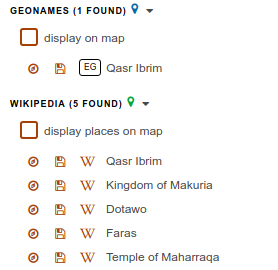 GEONAMES (1 FOUND)
display on map
EG Qasr Ibrim
WIKIPEDIA (5 FOUND)
display places on map
W Qasr Ibrim
W Kingdom of Makuria
W Dotawo
W Faras
W Temple of Maharraqa